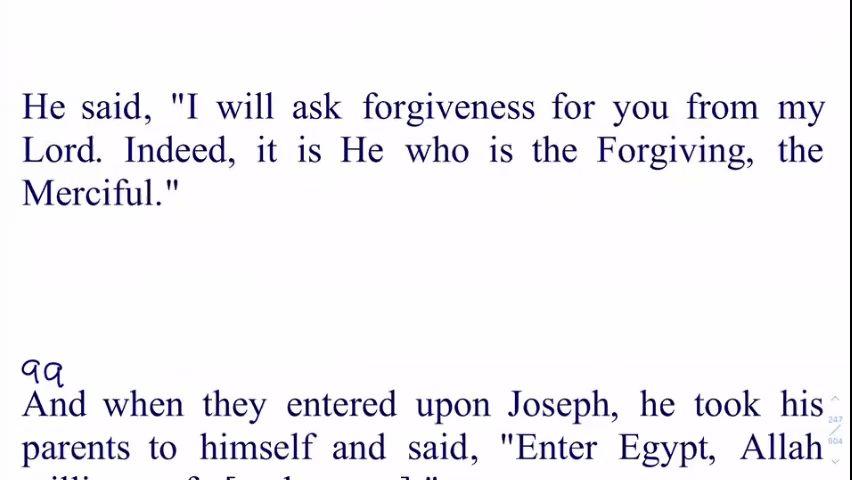 He said, "I will ask forgiveness for you from my
Lord. Indeed, it is He who is the Forgiving, the
Merciful."
99
And when they entered upon Joseph, he took his
parents to himself and said, "Enter Egypt, Allah
247
/
604